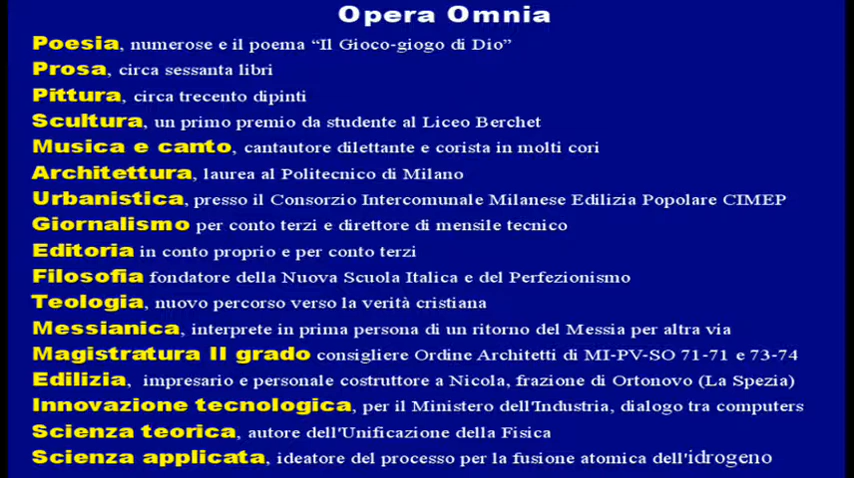 Opera Omnia
Poesia, numerose e il poema “Il Gioco-giogo di Dio”
Prosa, circa sessanta libri
Pittura, circa trecento dipinti
Scultura, un primo premio da studente al Liceo Berchet
Musica e canto, cantautore dilettante e corista in molti cori
Architettura, laurea al Politecnico di Milano
Urbanistica, presso il Consorzio Intercomunale Milanese Edilizia Popolare CIMEP
Giornalismo per conto terzi e direttore di mensile tecnico
Editoria in conto proprio e per conto terzi
Filosofia fondatore della Nuova Scuola Italica e del Perfezionismo
Teologia, nuovo percorso verso la verità cristiana
Messianica, interprete in prima persona di un ritorno del Messia per altra via
Magistratura II grado consigliere Ordine Architetti di MI-PV-SO 71-71 e 73-74
Edilizia, impresario e personale costruttore a Nicola, frazione di Ortonovo (La Spezia)
Innovazione tecnologica, per il Ministero dell'Industria, dialogo tra computers
Scienza teorica, autore dell'Unificazione della Fisica
Scienza applicata, ideatore del processo per la fusione atomica dell'idrogeno